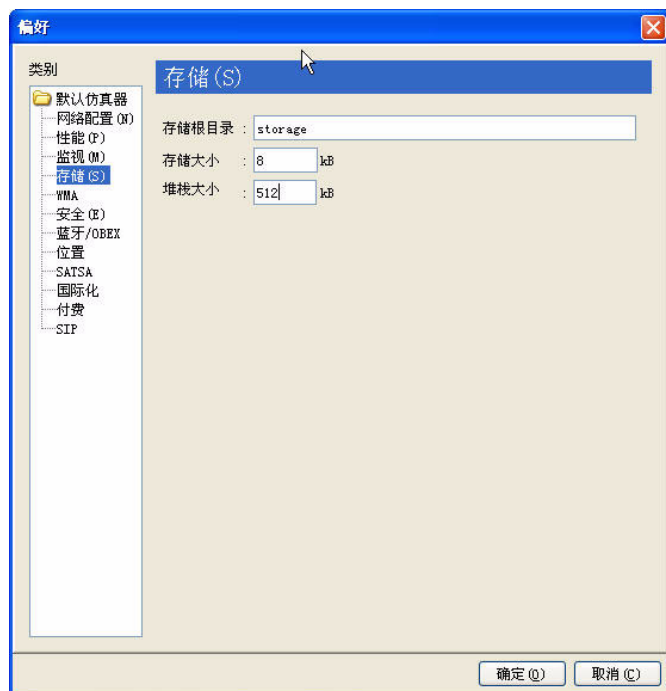 偏好
类别
默认仿真器
网络配置(N)
性能(P)
监视(M)
存储(S)
WMA
安全(E)
蓝牙/OBEX
位置
SATSA
国际化
付费
SIP
存储(S)
存储根目录 : storage
存储大小 : 8 kB
堆栈大小 : 512 kB
确定(O)
取消(C)